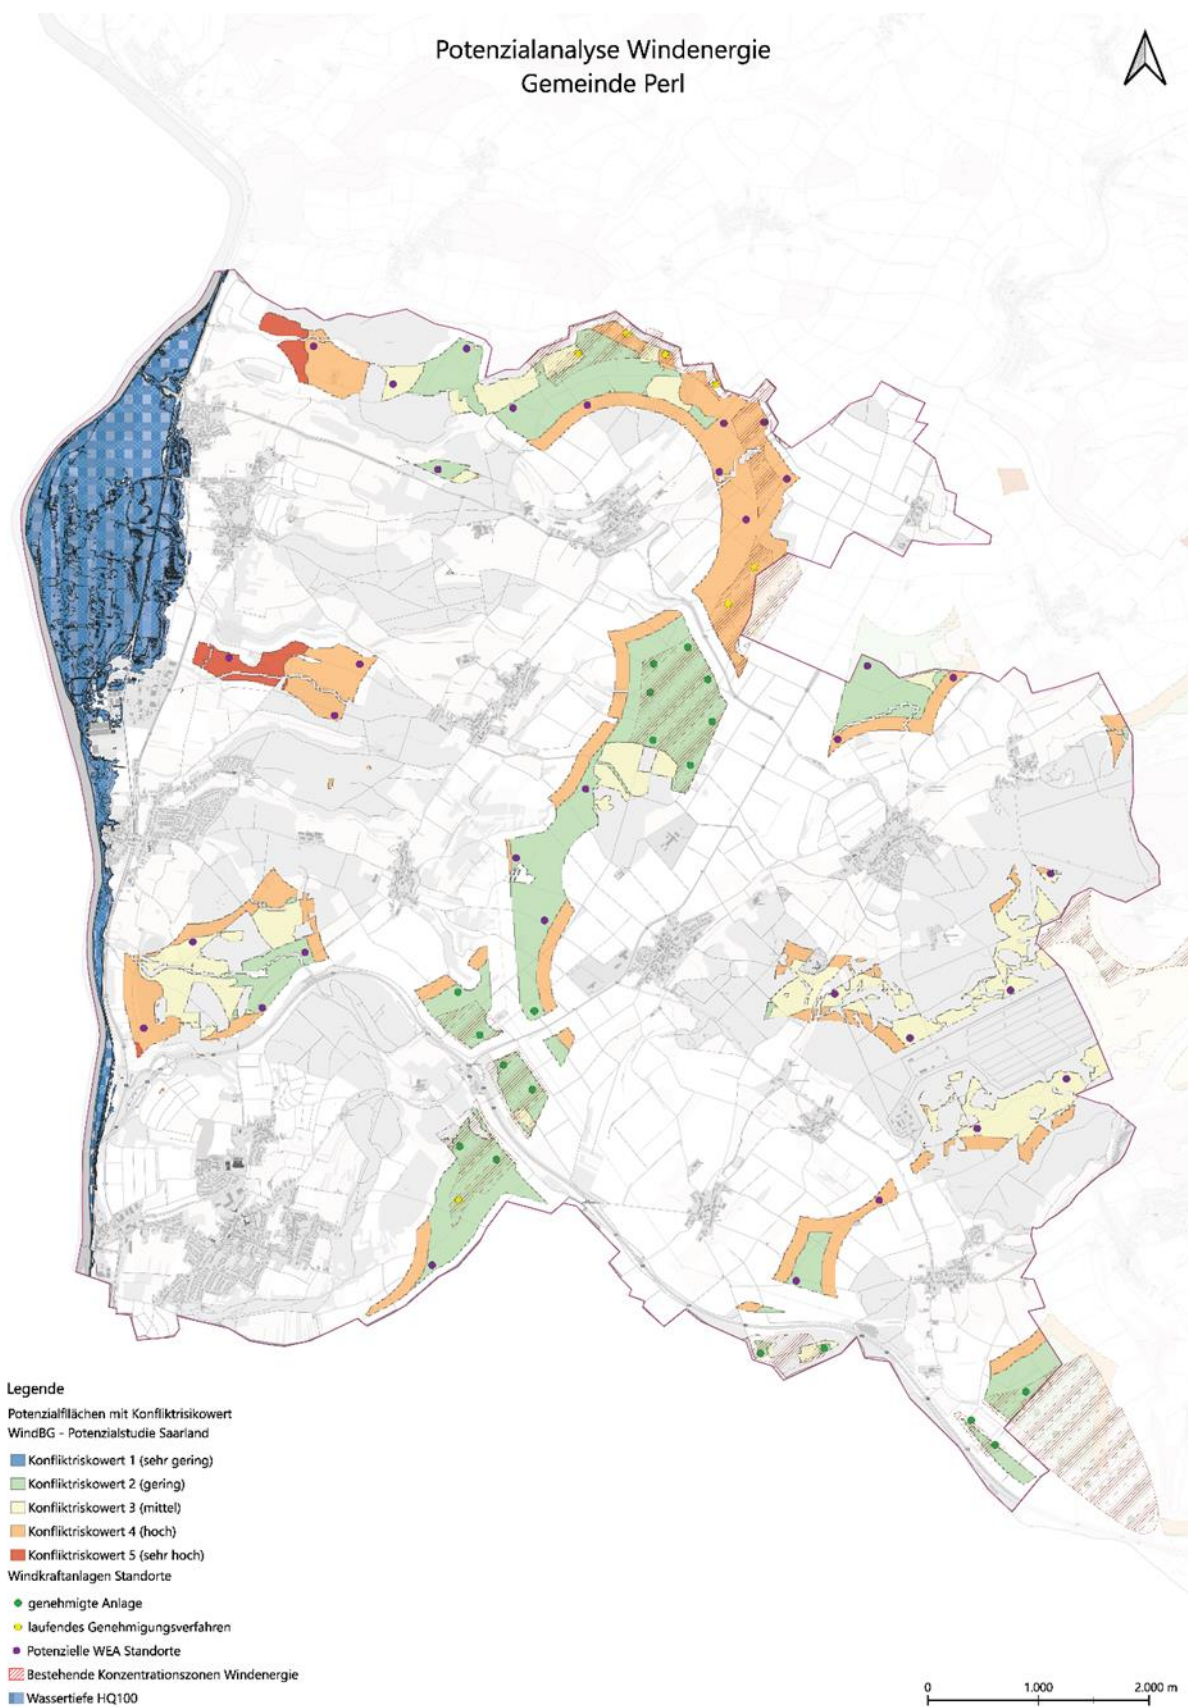 Potenzialanalyse Windenergie
Gemeinde Perl
Legende
Potenzialfllächen mit Konfliktrisikowert
WindBG - Potenzialstudie Saarland
Konfliktriskowert 1 (sehr gering)
Konfliktriskowert 2 (gering)
Konfliktriskowert 3 (mittel)
Konfliktriskowert 4 (hoch)
Konfliktriskowert 5 (sehr hoch)
Windkraftanlagen Standorte
genehmigte Anlage
laufendes Genehmigungsverfahren
Potenzielle WEA Standorte
Bestehende Konzentrationszonen Windenergie
Wassertiefe HQ100
0 1.000 2.000 m